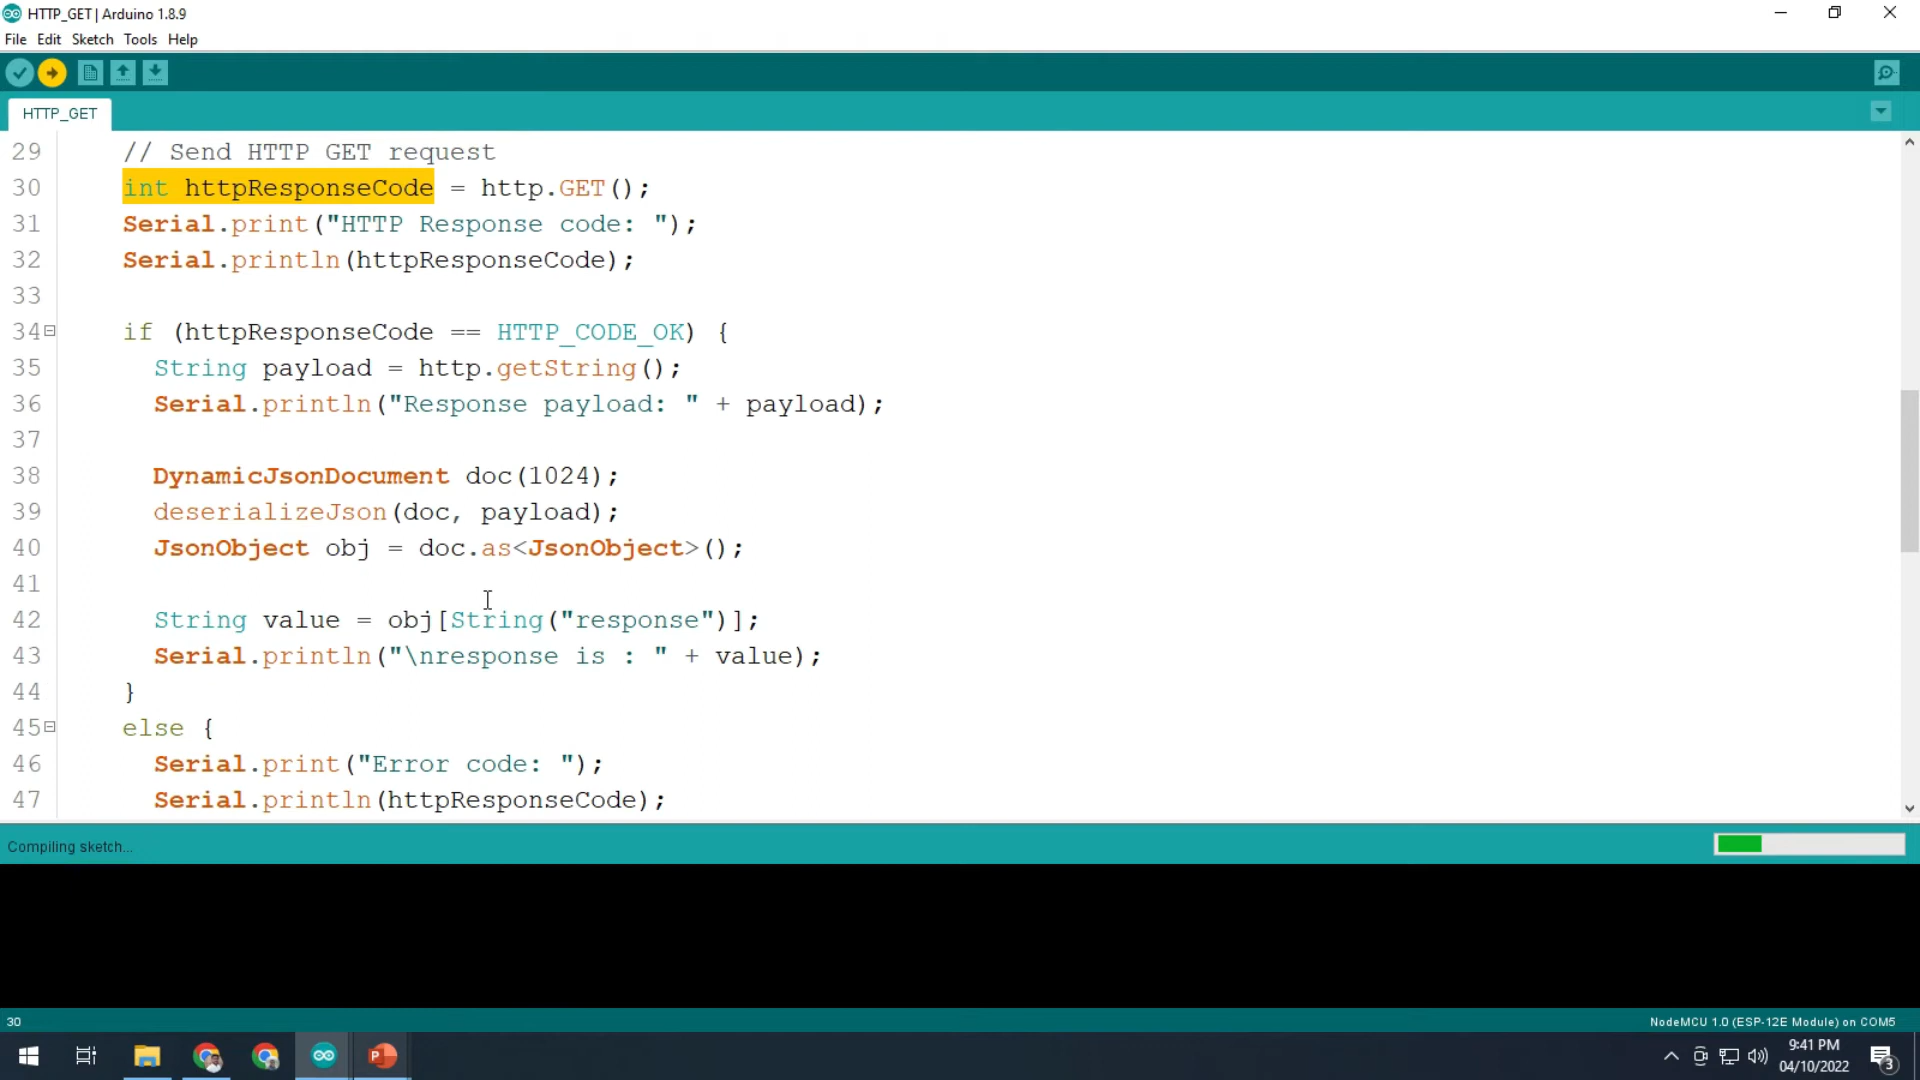 HTTP_GET | Arduino 1.8.9
File Edit Sketch Tools Help
HTTP_GET
29 // Send HTTP GET request
30 int httpResponseCode = http.GET();
31 Serial.print("HTTP Response code: ");
32 Serial.println(httpResponseCode);
33
34 if (httpResponseCode == HTTP_CODE_OK) {
35 String payload = http.getString();
36 Serial.println("Response payload: " + payload);
37
38 DynamicJsonDocument doc(1024);
39 deserializeJson(doc, payload);
40 JsonObject obj = doc.as<JsonObject>();
41
42 String value = obj[String("response")];
43 Serial.println("\nresponse is : " + value);
44 }
45 else {
46 Serial.print("Error code: ");
47 Serial.println(httpResponseCode);
Compiling sketch...
30 NodeMCU 1.0 (ESP-12E Module) on COM5
9:41 PM
04/10/2022
3